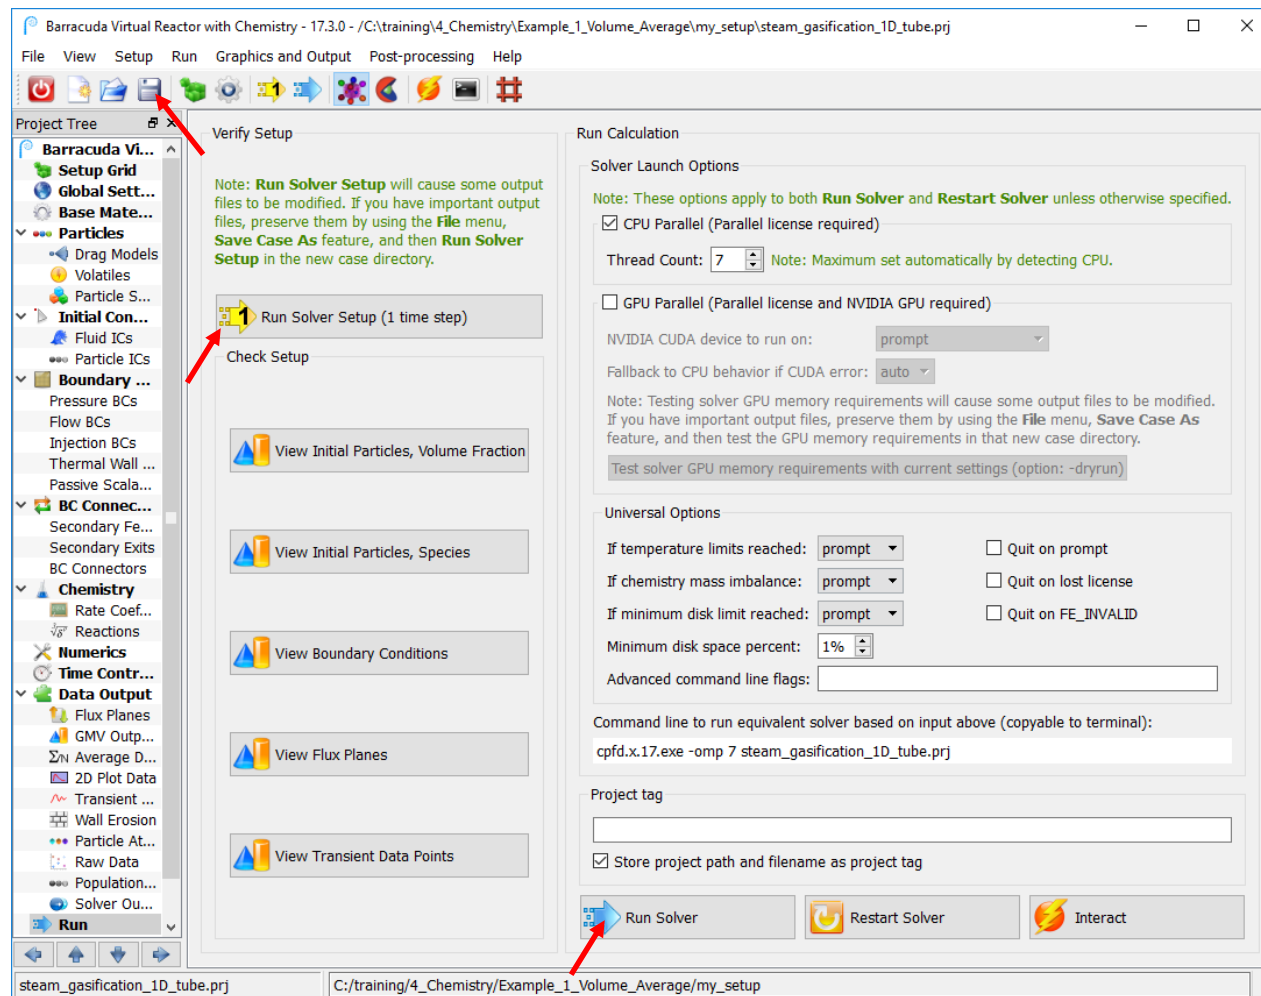 Barracuda Virtual Reactor with Chemistry - 17.3.0 - /C:\training\4_Chemistry\Example_1_Volume_Average\my_setup\steam_gasification_1D_tube.prj
File View Setup Run Graphics and Output Post-processing Help
1
Project Tree
Barracuda Vi...
Setup Grid
Global Sett...
Base Mate...
Particles
Drag Models
Volatiles
Particle S...
Initial Con...
Fluid ICs
Particle ICs
Boundary ...
Pressure BCs
Flow BCs
Injection BCs
Thermal Wall ...
Passive Scala...
BC Connec...
Secondary Fe...
Secondary Exits
BC Connectors
Chemistry
Rate Coef...
Reactions
Numerics
Time Contr...
Data Output
Flux Planes
GMV Outp...
Average D...
2D Plot Data
Transient ...
Wall Erosion
Particle At...
Raw Data
Population...
Solver Ou...
Run
Verify Setup
Note: Run Solver Setup will cause some output
files to be modified. If you have important output
files, preserve them by using the File menu,
Save Case As feature, and then Run Solver
Setup in the new case directory.
1 Run Solver Setup (1 time step)
Check Setup
View Initial Particles, Volume Fraction
View Initial Particles, Species
View Boundary Conditions
View Flux Planes
View Transient Data Points
Run Calculation
Solver Launch Options
Note: These options apply to both Run Solver and Restart Solver unless otherwise specified.
CPU Parallel (Parallel license required)
Thread Count: 7 Note: Maximum set automatically by detecting CPU.
GPU Parallel (Parallel license and NVIDIA GPU required)
NVIDIA CUDA device to run on: prompt
Fallback to CPU behavior if CUDA error: auto
Note: Testing solver GPU memory requirements will cause some output files to be modified.
If you have important output files, preserve them by using the File menu, Save Case As
feature, and then test the GPU memory requirements in that new case directory.
Test solver GPU memory requirements with current settings (option: -dryrun)
Universal Options
If temperature limits reached: prompt Quit on prompt
If chemistry mass imbalance: prompt Quit on lost license
If minimum disk limit reached: prompt Quit on FE_INVALID
Minimum disk space percent: 1%
Advanced command line flags:
Command line to run equivalent solver based on input above (copyable to terminal):
cpfd.x.17.exe -omp 7 steam_gasification_1D_tube.prj
Project tag
Store project path and filename as project tag
Run Solver Restart Solver Interact
steam_gasification_1D_tube.prj C:/training/4_Chemistry/Example_1_Volume_Average/my_setup